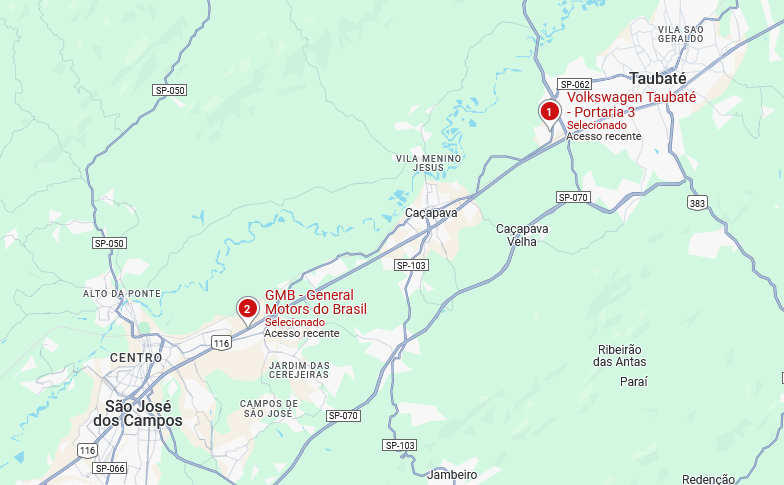 VILA SAO
GERALDO
Taubaté
SP-062
SP-050
Volkswagen Taubaté
- Portaria 3
1
Selecionado
Acesso recente
VILA MENINO
JESUS
SP-070
383
Caçapava
Caçapava
Velha
SP-050
SP-103
ALTO DA PONTE
GMB - General
Motors do Brasil
2
Selecionado
Acesso recente
116
CENTRO
Ribeirão
das Antas
JARDIM DAS
CEREJEIRAS
Paraí
São José
dos Campos
CAMPOS DE
SÃO JOSÉ
SP-070
116
SP-103
SP-066
Jambeiro
Redenção